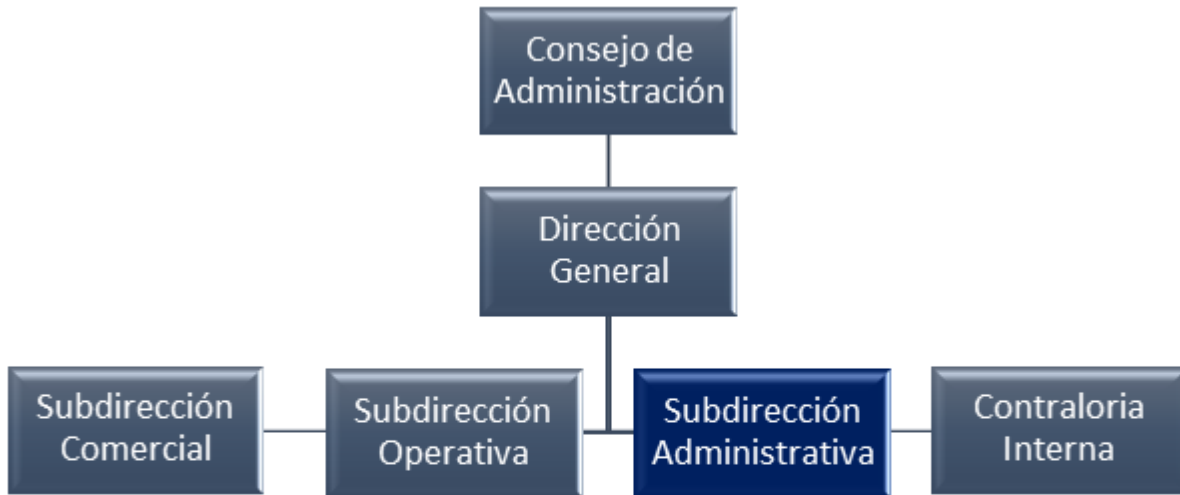 Consejo de
Administración
Dirección
General
Subdirección
Comercial
Subdirección
Operativa
Subdirección
Administrativa
Contraloria
Interna